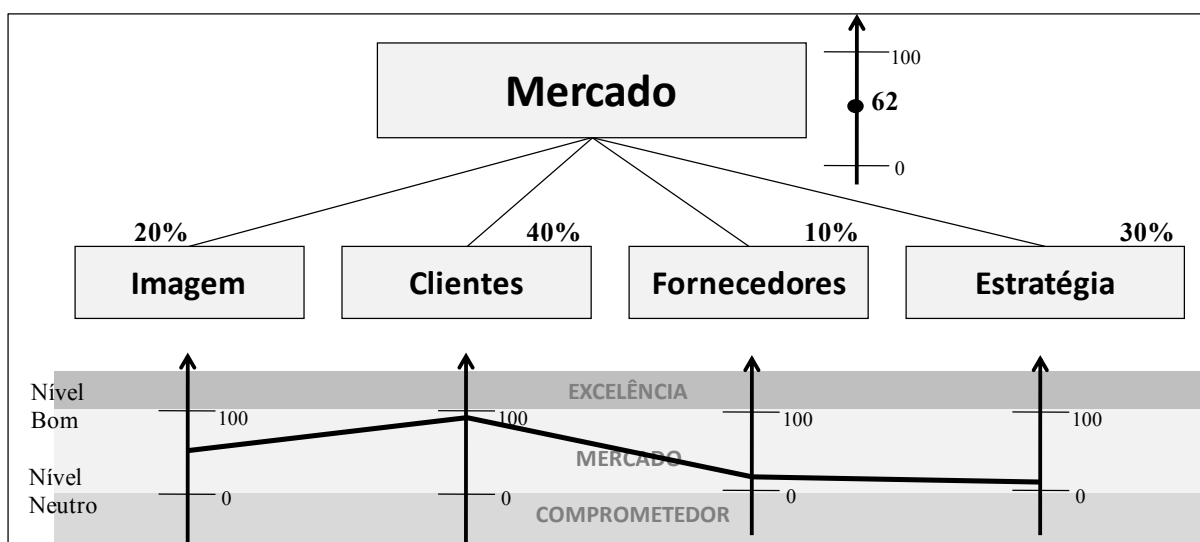 Mercado
100
62
0
20%
40%
10%
30%
Imagem
Clientes
Fornecedores
Estratégia
Nível
Bom
EXCELÊNCIA
100
100
100
100
MERCADO
Nível
Neutro
0
0
0
0
COMPROMETEDOR